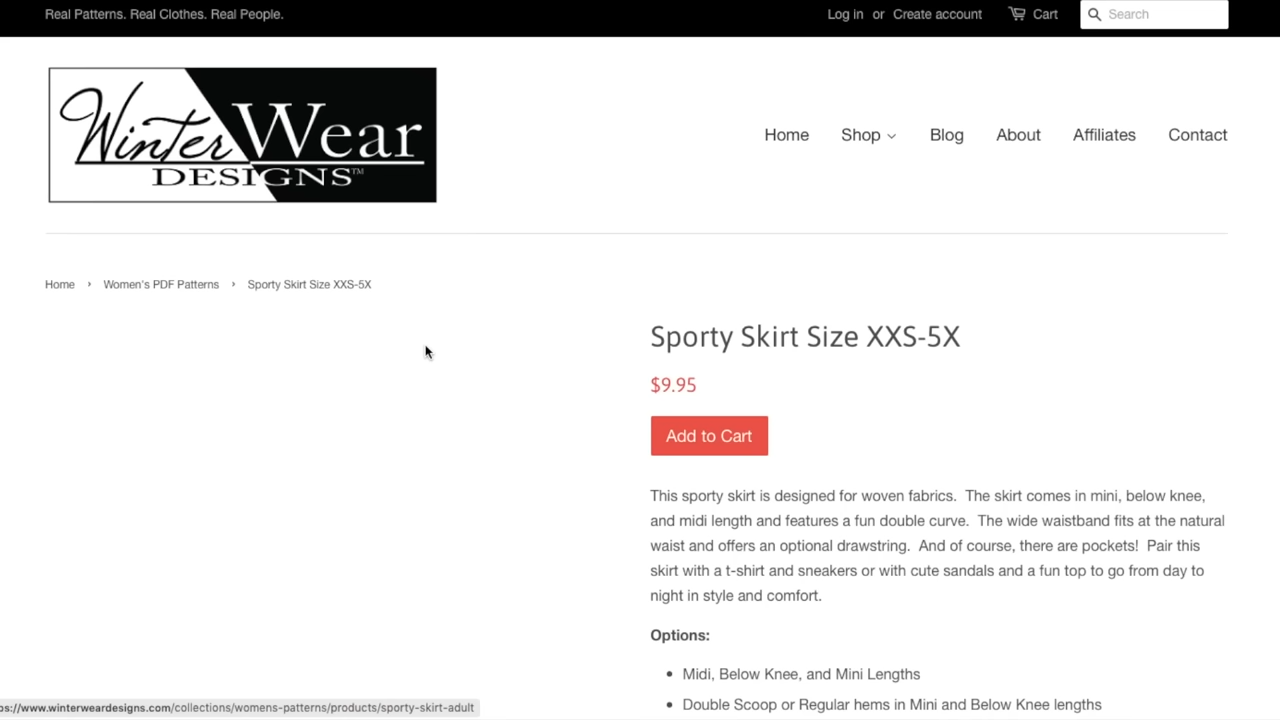 Real Patterns. Real Clothes. Real People.
Log in or Create account Cart Search
Winter Wear
DESIGNS™
Home Shop Blog About Affiliates Contact
Home › Women's PDF Patterns › Sporty Skirt Size XXS-5X
Sporty Skirt Size XXS-5X
$9.95
Add to Cart
This sporty skirt is designed for woven fabrics. The skirt comes in mini, below knee,
and midi length and features a fun double curve. The wide waistband fits at the natural
waist and offers an optional drawstring. And of course, there are pockets! Pair this
skirt with a t-shirt and sneakers or with cute sandals and a fun top to go from day to
night in style and comfort.
Options:
• Midi, Below Knee, and Mini Lengths
• Double Scoop or Regular hems in Mini and Below Knee lengths
ps://www.winterweardesigns.com/collections/womens-patterns/products/sporty-skirt-adult